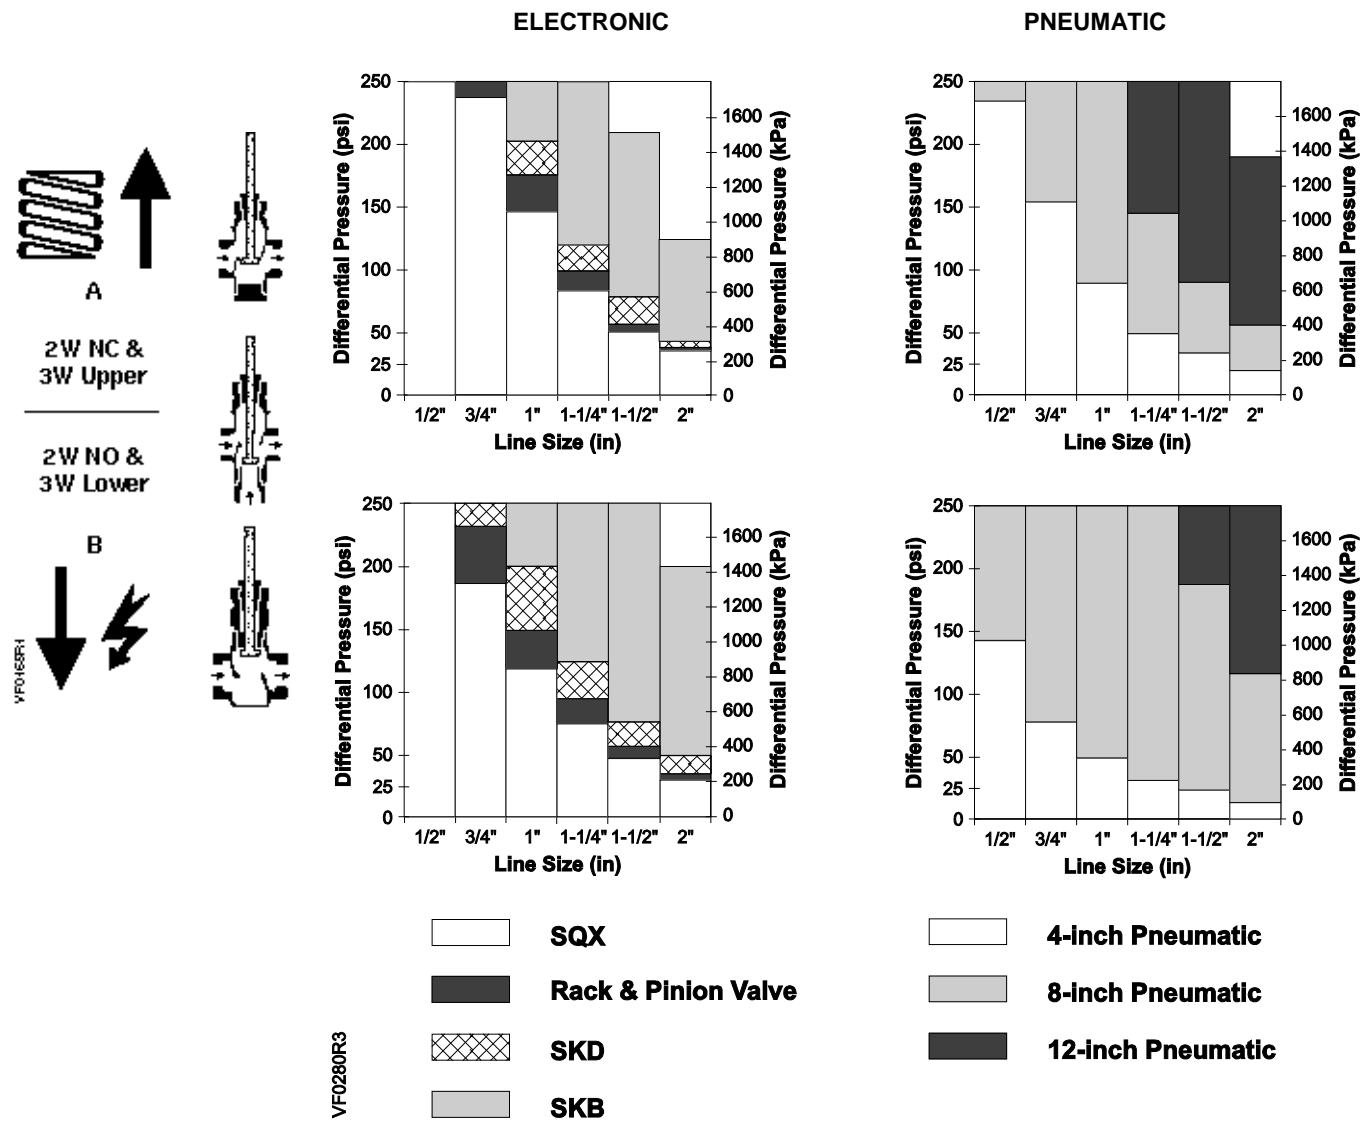 ELECTRONIC
PNEUMATIC
A
2W NC &
3W Upper
2W NO &
3W Lower
B
VF0280R3
Differential Pressure (psi)
250
200
150
100
50
25
0
1600
1400
1200
1000
800
600
400
200
0
Differential Pressure (kPa)
1/2" 3/4" 1" 1-1/4" 1-1/2" 2"
Line Size (in)
Differential Pressure (psi)
250
200
150
100
50
25
0
1600
1400
1200
1000
800
600
400
200
0
Differential Pressure (kPa)
1/2" 3/4" 1" 1-1/4" 1-1/2" 2"
Line Size (in)
Differential Pressure (psi)
250
200
150
100
50
25
0
1600
1400
1200
1000
800
600
400
200
0
Differential Pressure (kPa)
1/2" 3/4" 1" 1-1/4" 1-1/2" 2"
Line Size (in)
Differential Pressure (psi)
250
200
150
100
50
25
0
1600
1400
1200
1000
800
600
400
200
0
Differential Pressure (kPa)
1/2" 3/4" 1" 1-1/4" 1-1/2" 2"
Line Size (in)
SQX
Rack & Pinion Valve
SKD
SKB
4-inch Pneumatic
8-inch Pneumatic
12-inch Pneumatic